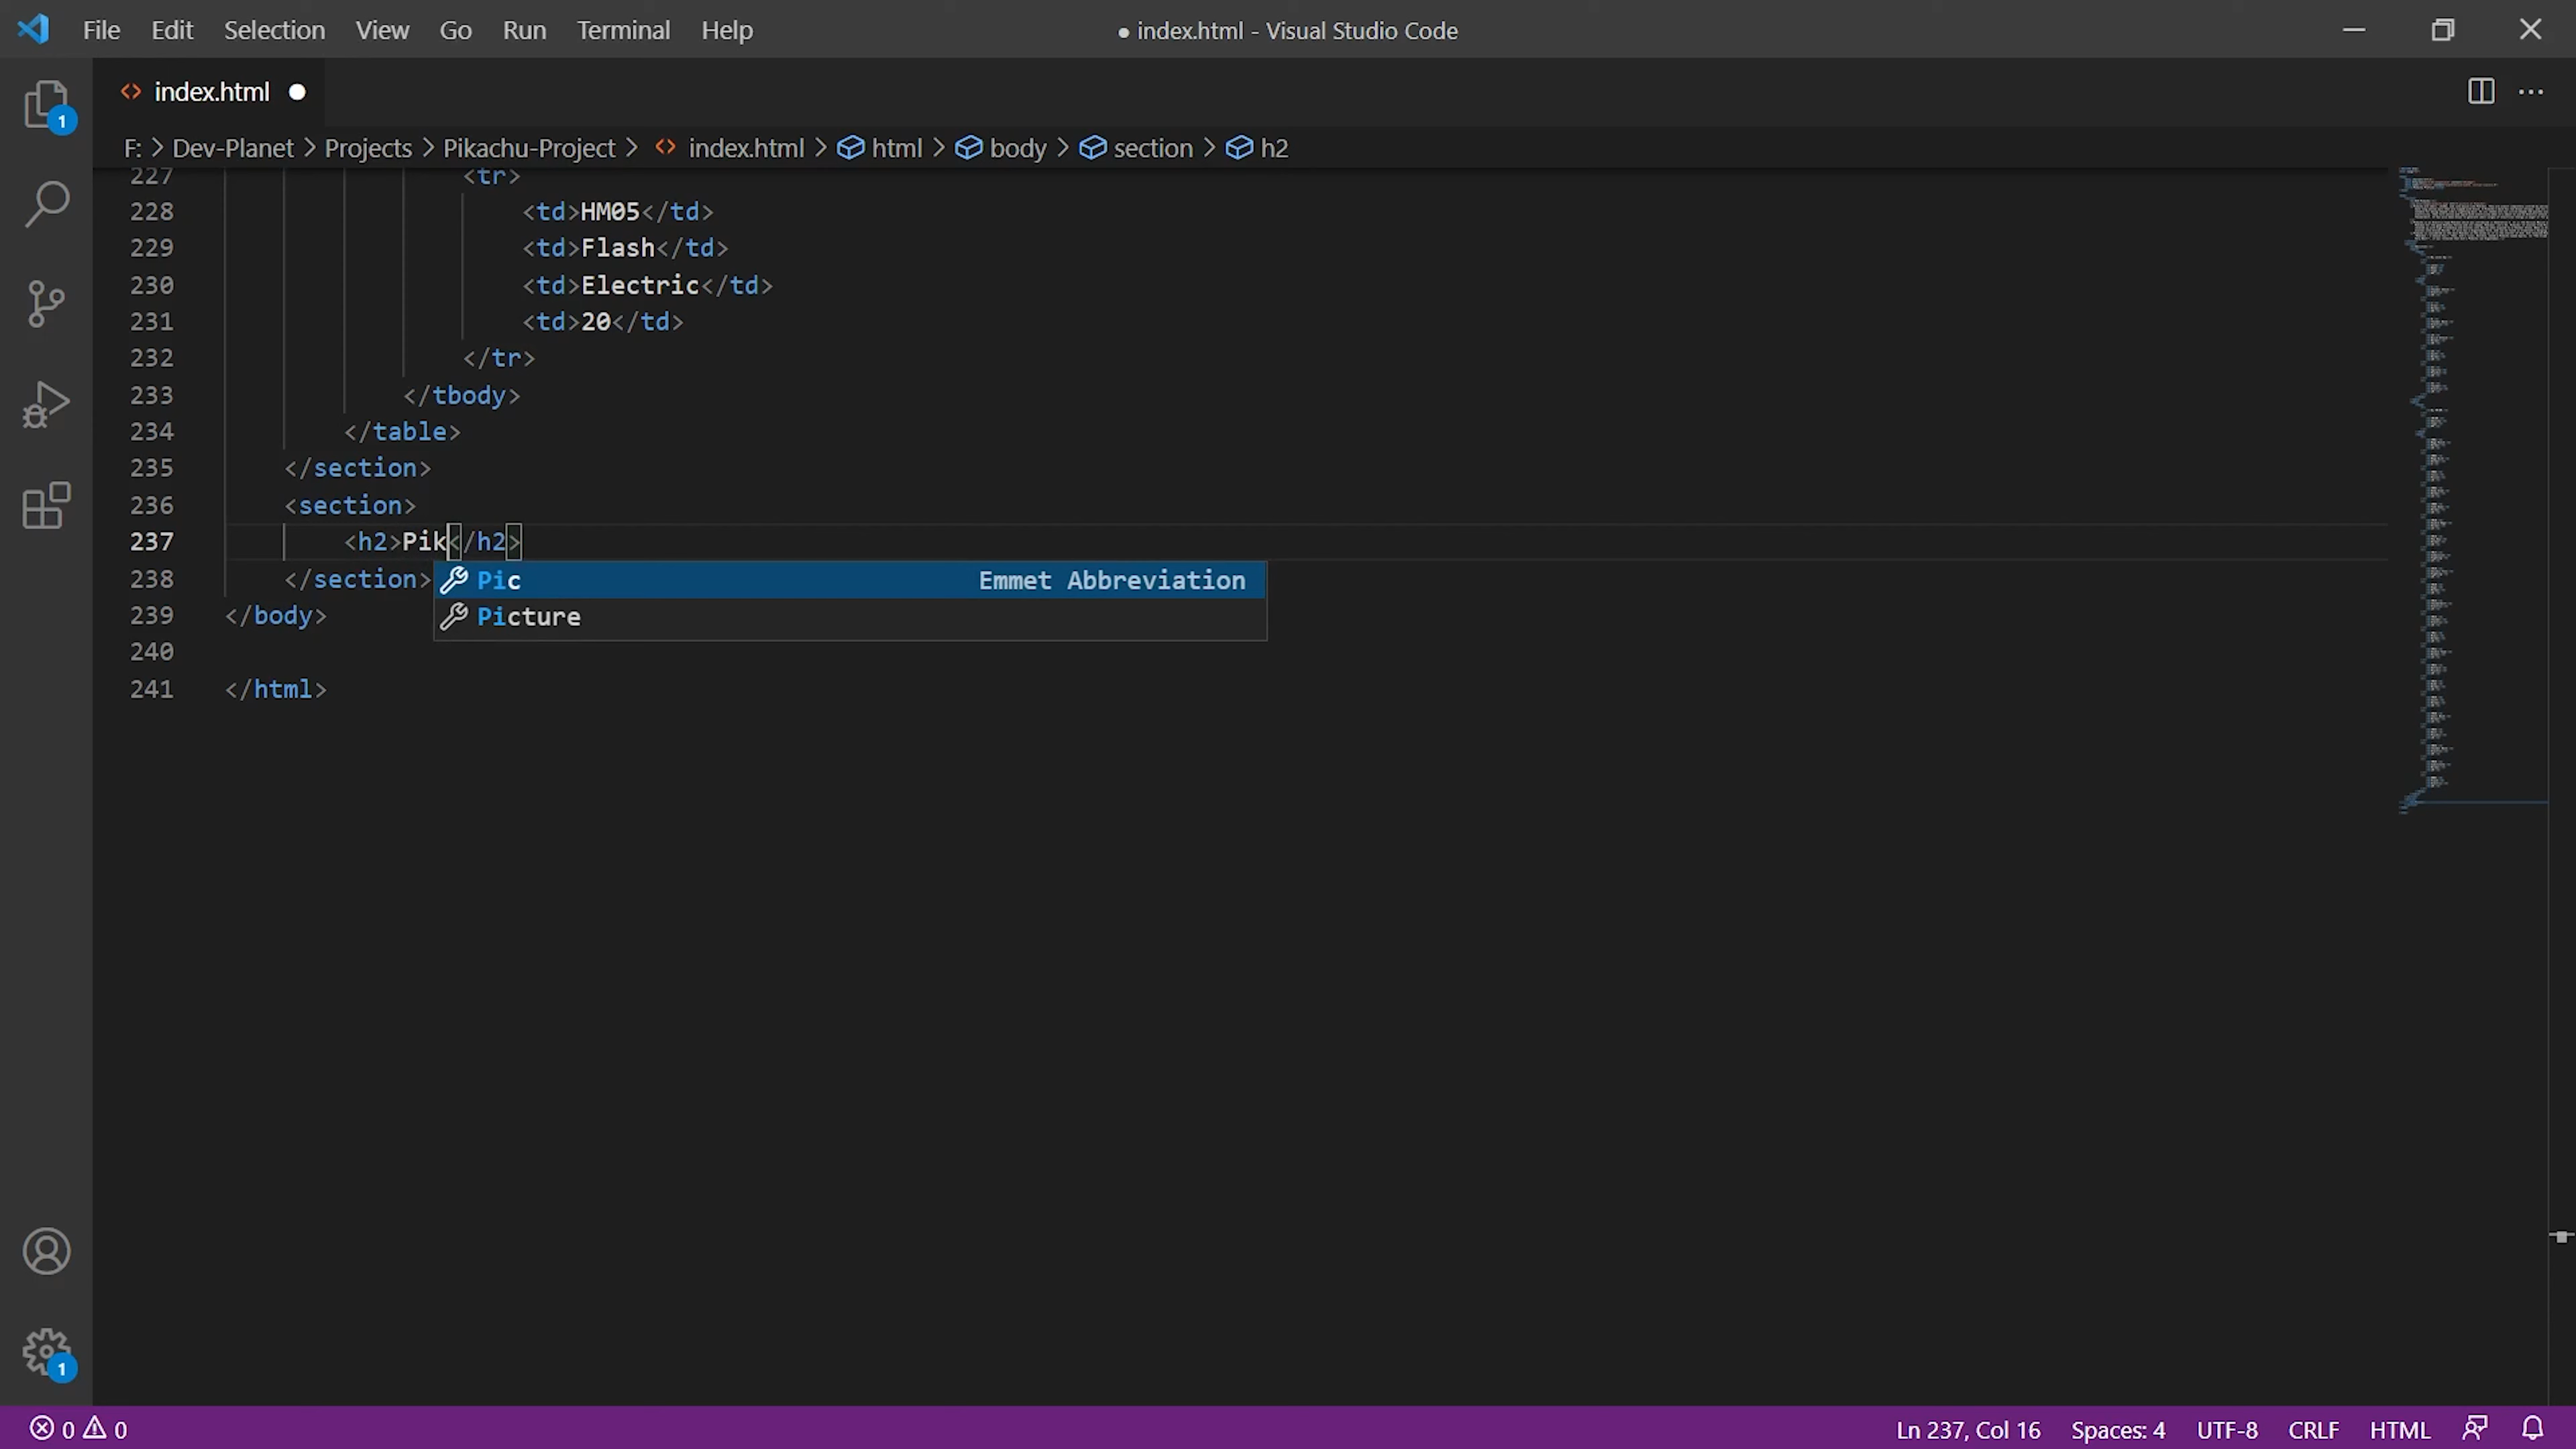 File Edit Selection View Go Run Terminal Help ● index.html - Visual Studio Code
1 index.html ●
F: > Dev-Planet > Projects > Pikachu-Project > index.html > html > body > section > h2
227 <tr>
228 <td>HM05</td>
229 <td>Flash</td>
230 <td>Electric</td>
231 <td>20</td>
232 </tr>
233 </tbody>
234 </table>
235 </section>
236 <section>
237 <h2>Pik</h2>
238 </section>
Pic Emmet Abbreviation
239 </body>
Picture
240
241 </html>
1
0 0 Ln 237, Col 16 Spaces: 4 UTF-8 CRLF HTML